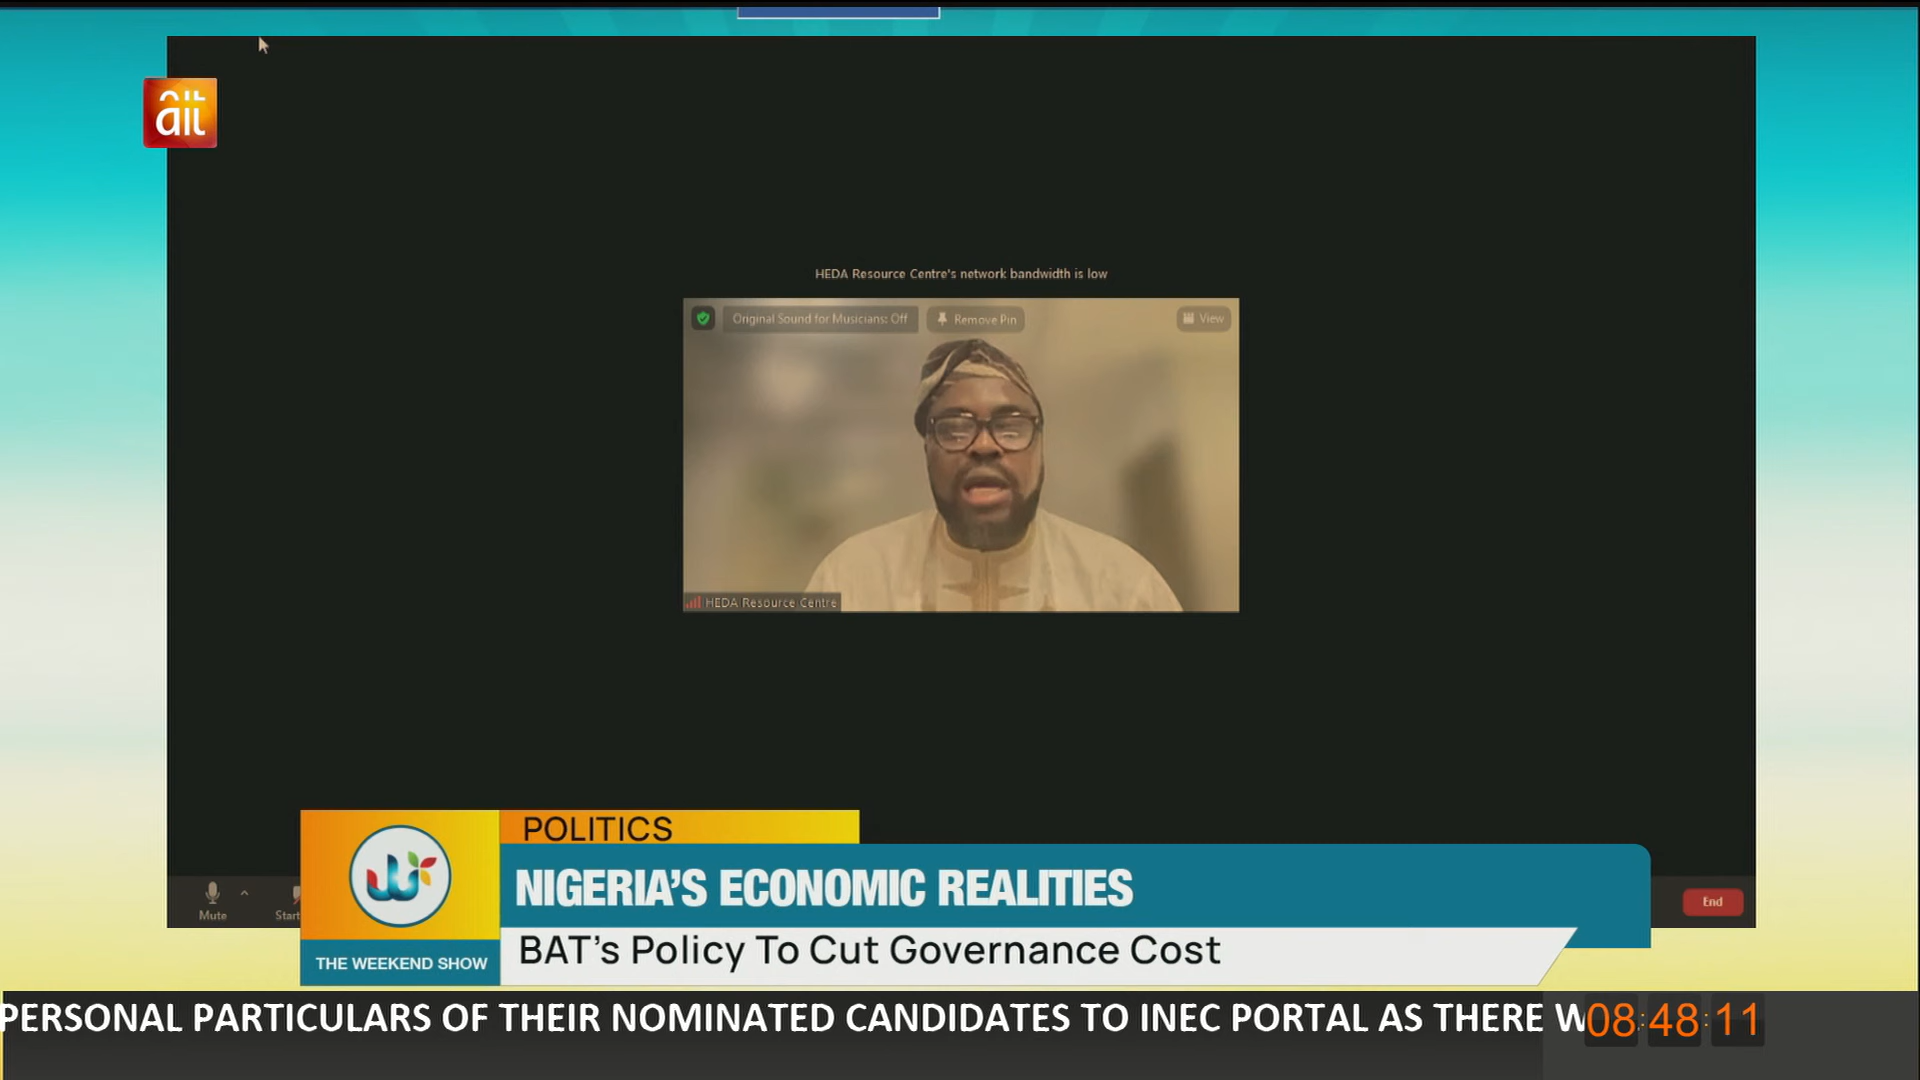 âit
HEDA Resource Centre's network bandwidth is low
Original Sound for Musicians: Off
Remove Pin
View
HEDA Resource Centre
Mute
Start
End
POLITICS
NIGERIA'S ECONOMIC REALITIES
BAT's Policy To Cut Governance Cost
THE WEEKEND SHOW
PERSONAL PARTICULARS OF THEIR NOMINATED CANDIDATES TO INEC PORTAL AS THERE W
08:48:11